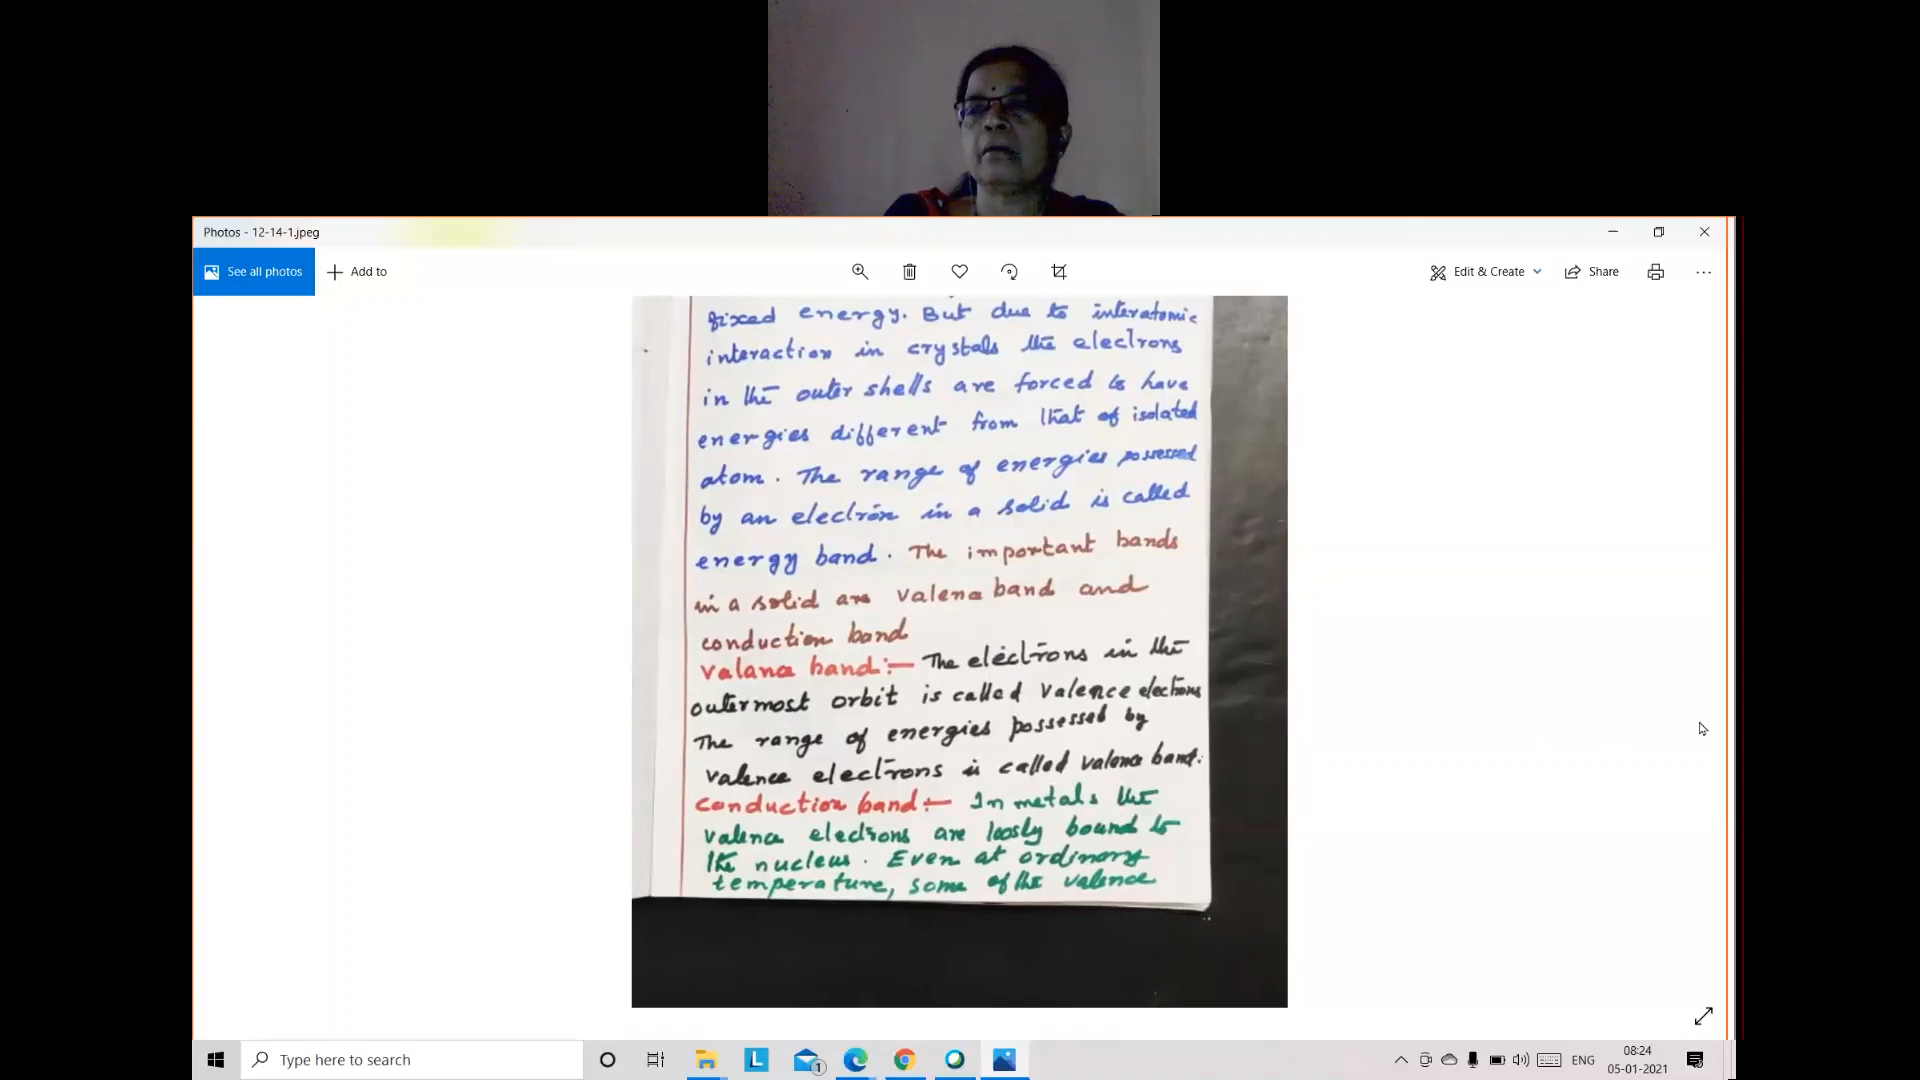 Photos - 12-14-1.jpeg
See all photos
Add to
Edit & Create
Share
fixed energy. But due to interatomic
interaction in crystals the electrons
in the outer shells are forced to have
energies different from that of isolated
atom. The range of energies possessed
by an electron in a solid is called
energy band. The important bands
in a solid are valence band and
conduction band
Valance band:- The electrons in the
outermost orbit is called valence electrons
The range of energies possessed by
valence electrons is called valence band.
Conduction band:- In metals the
valence electrons are loosly bound to
the nucleus. Even at ordinary
temperature, some of the valence
Type here to search
L
1
ENG
08:24
05-01-2021